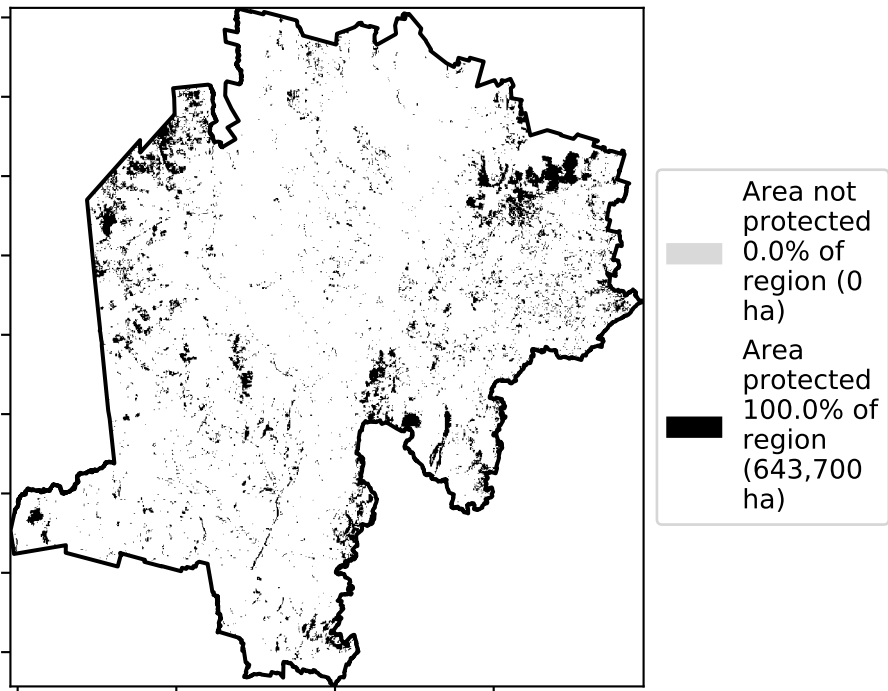 Area not
protected
0.0% of
region (0
ha)
Area
protected
100.0% of
region
(643,700
ha)